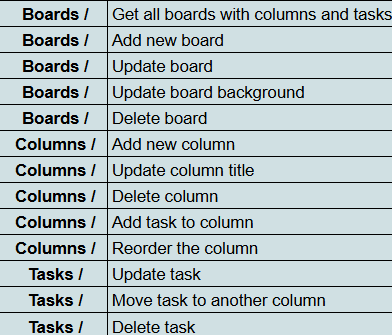 Boards / Get all boards with columns and tasks
Boards / Add new board
Boards / Update board
Boards / Update board background
Boards / Delete board
Columns / Add new column
Columns / Update column title
Columns / Delete column
Columns / Add task to column
Columns / Reorder the column
Tasks / Update task
Tasks / Move task to another column
Tasks / Delete task